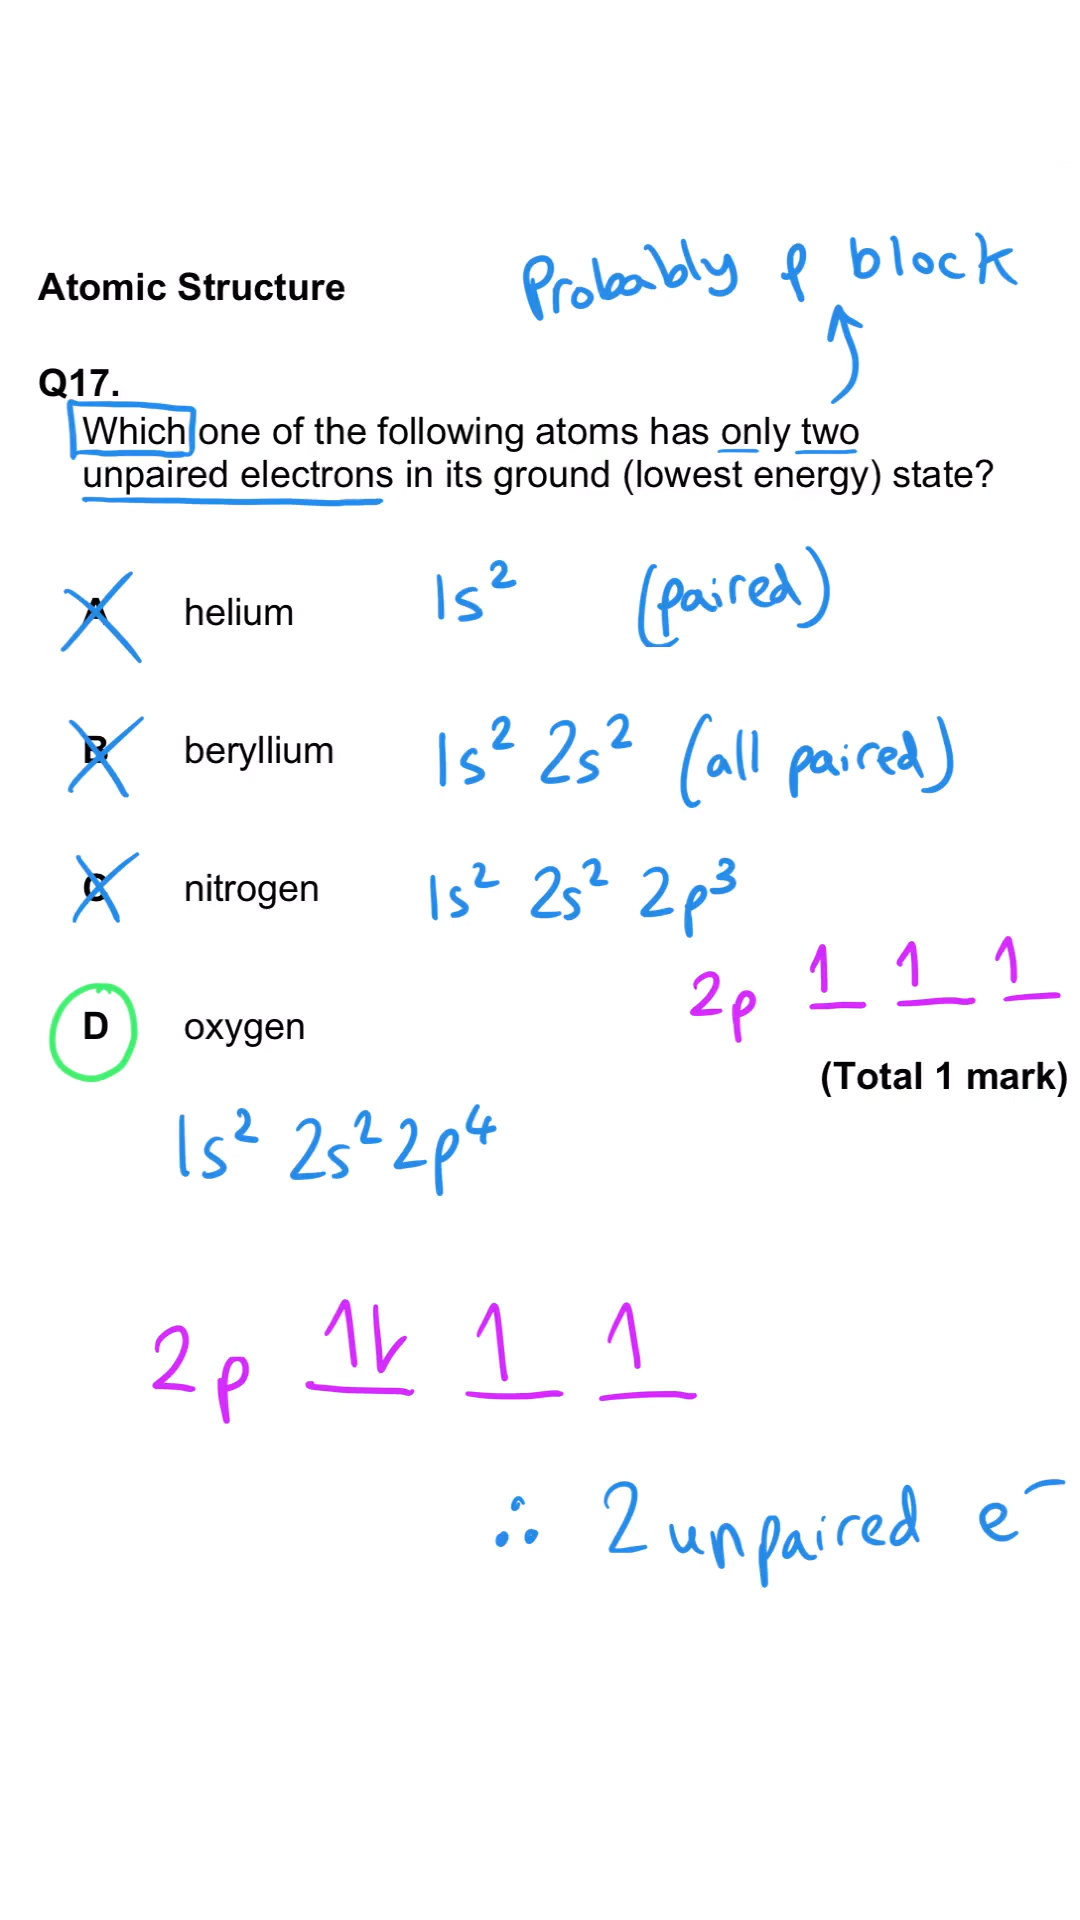 Probably p block
Atomic Structure
Q17.
Which one of the following atoms has only two
unpaired electrons in its ground (lowest energy) state?
A helium 1s² (paired)
B beryllium 1s² 2s² (all paired)
C nitrogen 1s² 2s² 2p³
2p 1 1 1
D oxygen
(Total 1 mark)
1s² 2s² 2p⁴
2p 1⇂ 1 1
∴ 2 unpaired e⁻